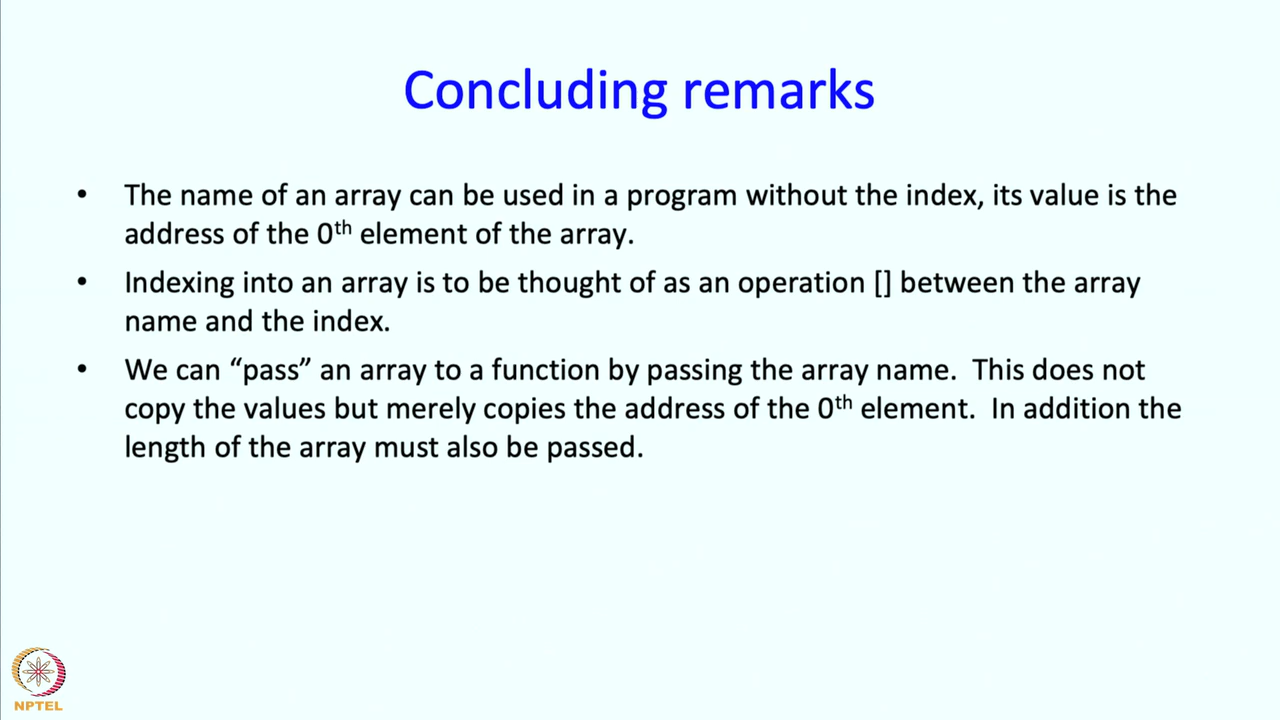 Concluding remarks
• The name of an array can be used in a program without the index, its value is the
address of the 0th element of the array.
• Indexing into an array is to be thought of as an operation [] between the array
name and the index.
• We can “pass” an array to a function by passing the array name.  This does not
copy the values but merely copies the address of the 0th element.  In addition the
length of the array must also be passed.
NPTEL